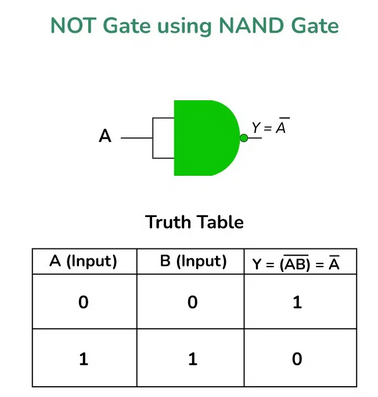 NOT Gate using NAND Gate
A
Y = A̅
Truth Table
A (Input) B (Input) Y = (A̅B̅) = A̅
0 0 1
1 1 0